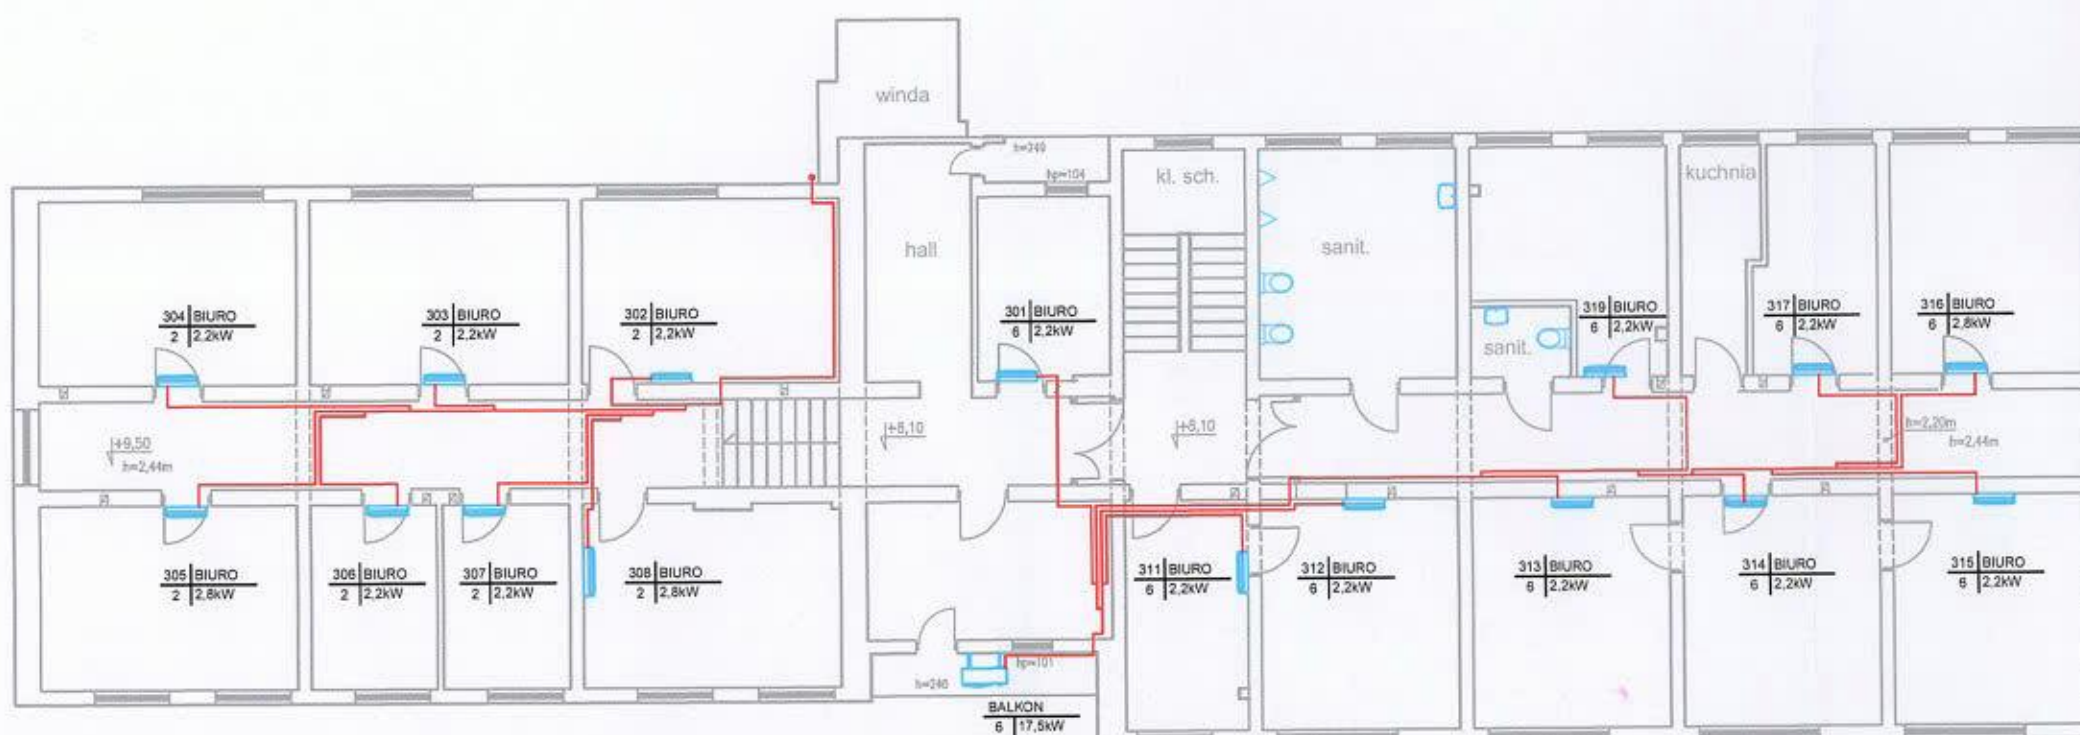 winda
h=249
hp=104
kl. sch.
kuchnia
hall
sanit.
304 BIURO
2 2,2kW
303 BIURO
2 2,2kW
302 BIURO
2 2,2kW
301 BIURO
6 2,2kW
319 BIURO
6 2,2kW
317 BIURO
6 2,2kW
316 BIURO
6 2,8kW
sanit.
+9,50
h=2,44m
+8,10
+8,10
h=2,20m
h=2,44m
305 BIURO
2 2,8kW
306 BIURO
2 2,2kW
307 BIURO
2 2,2kW
308 BIURO
2 2,8kW
311 BIURO
6 2,2kW
312 BIURO
6 2,2kW
313 BIURO
6 2,2kW
314 BIURO
6 2,2kW
315 BIURO
6 2,2kW
hp=101
h=246
BALKON
6 17,5kW